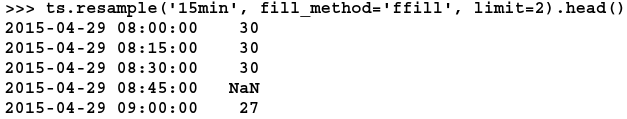 >>> ts.resample('15min', fill_method='ffill', limit=2).head()
2015-04-29 08:00:00    30
2015-04-29 08:15:00    30
2015-04-29 08:30:00    30
2015-04-29 08:45:00   NaN
2015-04-29 09:00:00    27